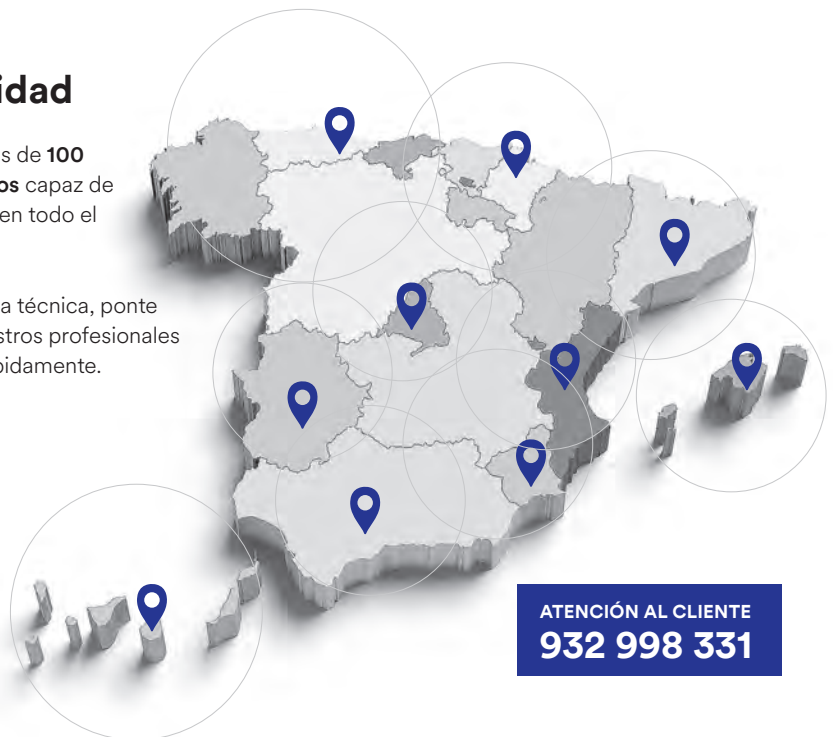 idad
s de 100
os capaz de
en todo el
a técnica, ponte
stros profesionales
pidamente.
ATENCIÓN AL CLIENTE
932 998 331